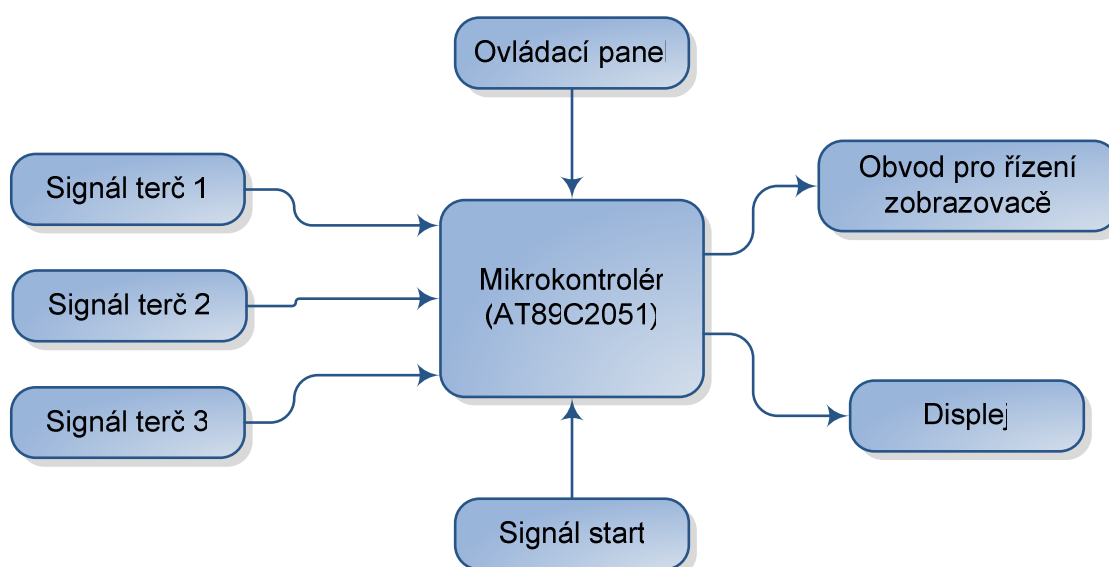 Ovládací panel
Signál terč 1
Obvod pro řízení
zobrazovače
Mikrokontrolér
(AT89C2051)
Signál terč 2
Signál terč 3
Displej
Signál start